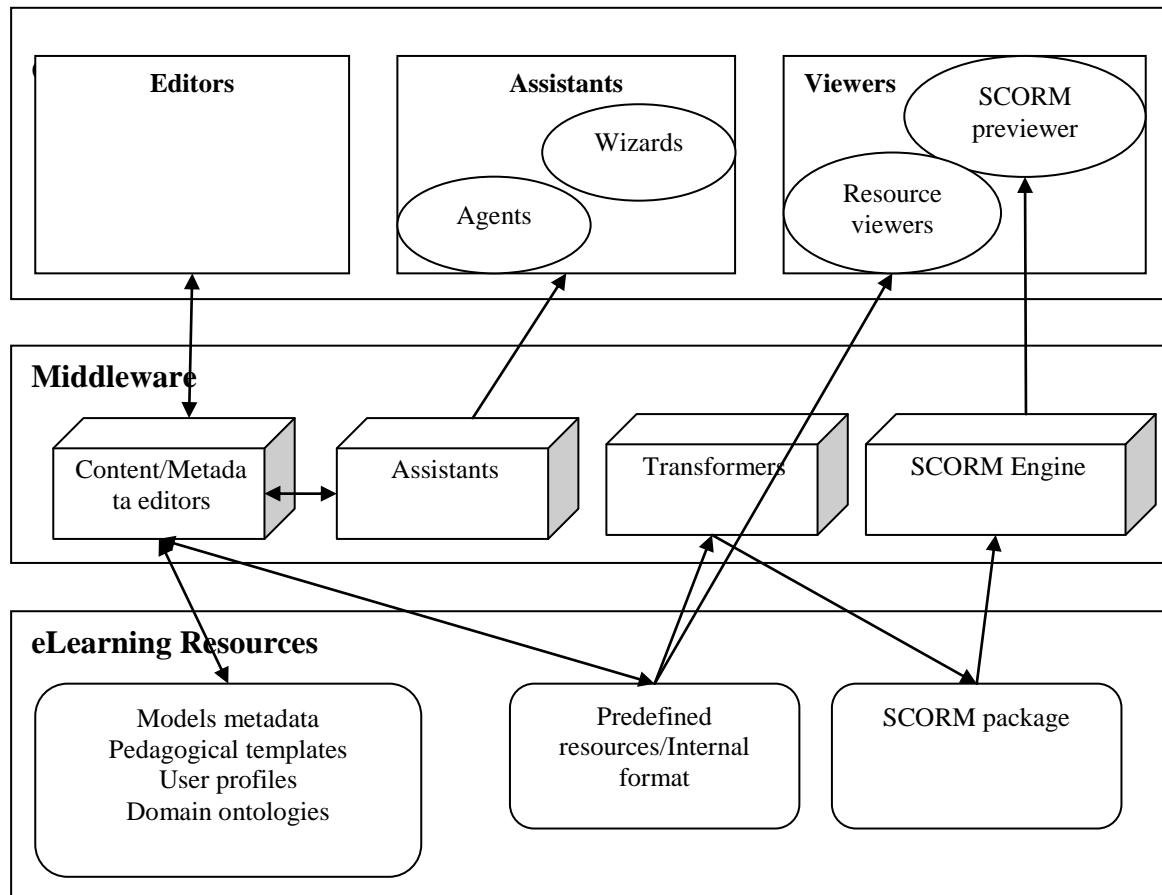 Editors
Assistants
Viewers
SCORM
previewer
Wizards
Agents
Resource
viewers
Middleware
Content/Metada
ta editors
Assistants
Transformers
SCORM Engine
eLearning Resources
Models metadata
Pedagogical templates
User profiles
Domain ontologies
Predefined
resources/Internal
format
SCORM package